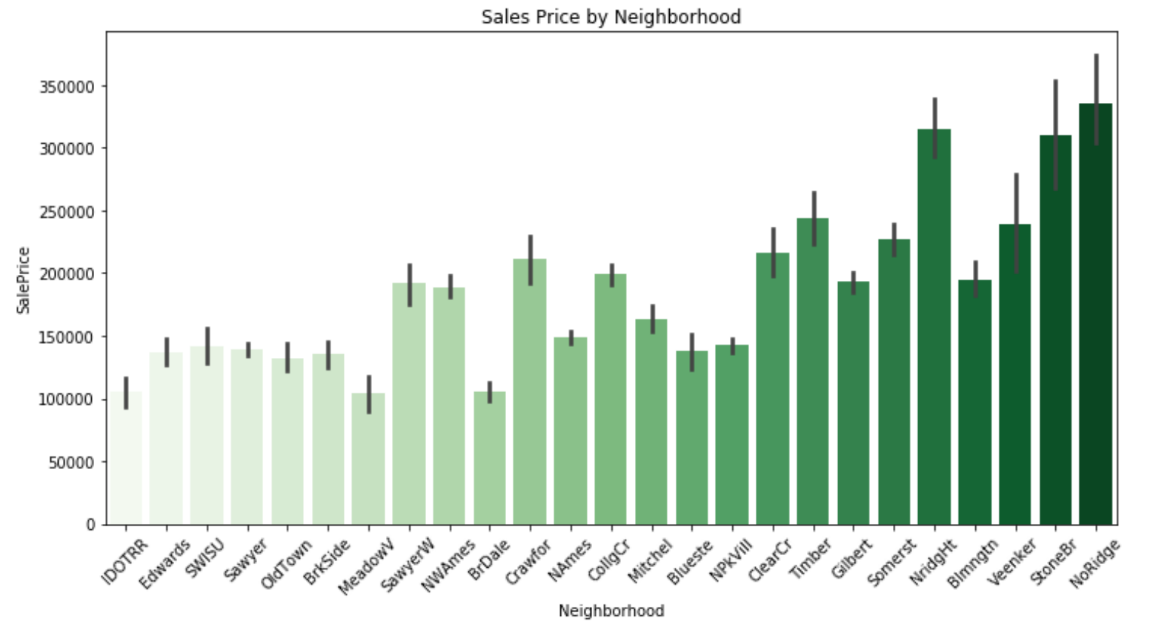 Sales Price by Neighborhood
350000
300000
250000
200000
150000
100000
50000
0
SalePrice
IDOTRR
Edwards
SWISU
Sawyer
OldTown
BrkSide
MeadowV
SawyerW
NWAmes
BrDale
Crawfor
NAmes
CollgCr
Mitchel
Blueste
NPkVill
ClearCr
Timber
Gilbert
Somerst
NridgHt
Blmngtn
Veenker
StoneBr
NoRidge
Neighborhood